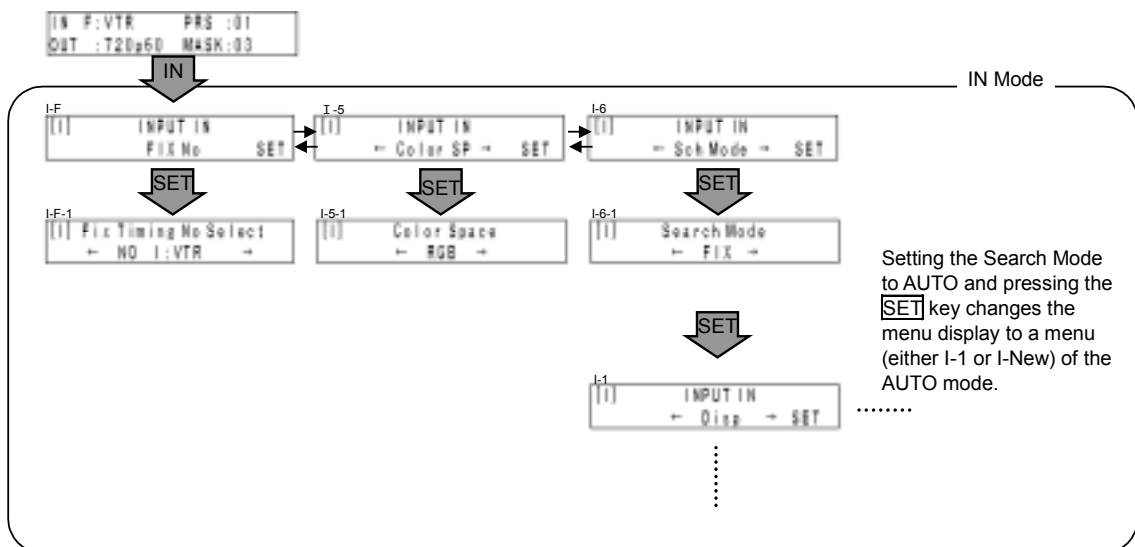 IN F:VTR PRS :01
OUT :720p60 MASK:03
IN
IN Mode
I-F
[I] INPUT IN
FIX No SET
I-5
[I] INPUT IN
← Color SP → SET
I-6
[I] INPUT IN
← Sch Mode → SET
SET
SET
SET
I-F-1
[I] Fix Timing No Select
← NO 1:VTR →
I-5-1
[I] Color Space
← RGB →
I-6-1
[I] Search Mode
← FIX →
Setting the Search Mode
to AUTO and pressing the
SET key changes the
menu display to a menu
(either I-1 or I-New) of the
AUTO mode.
SET
I-1
[I] INPUT IN
← Disp → SET